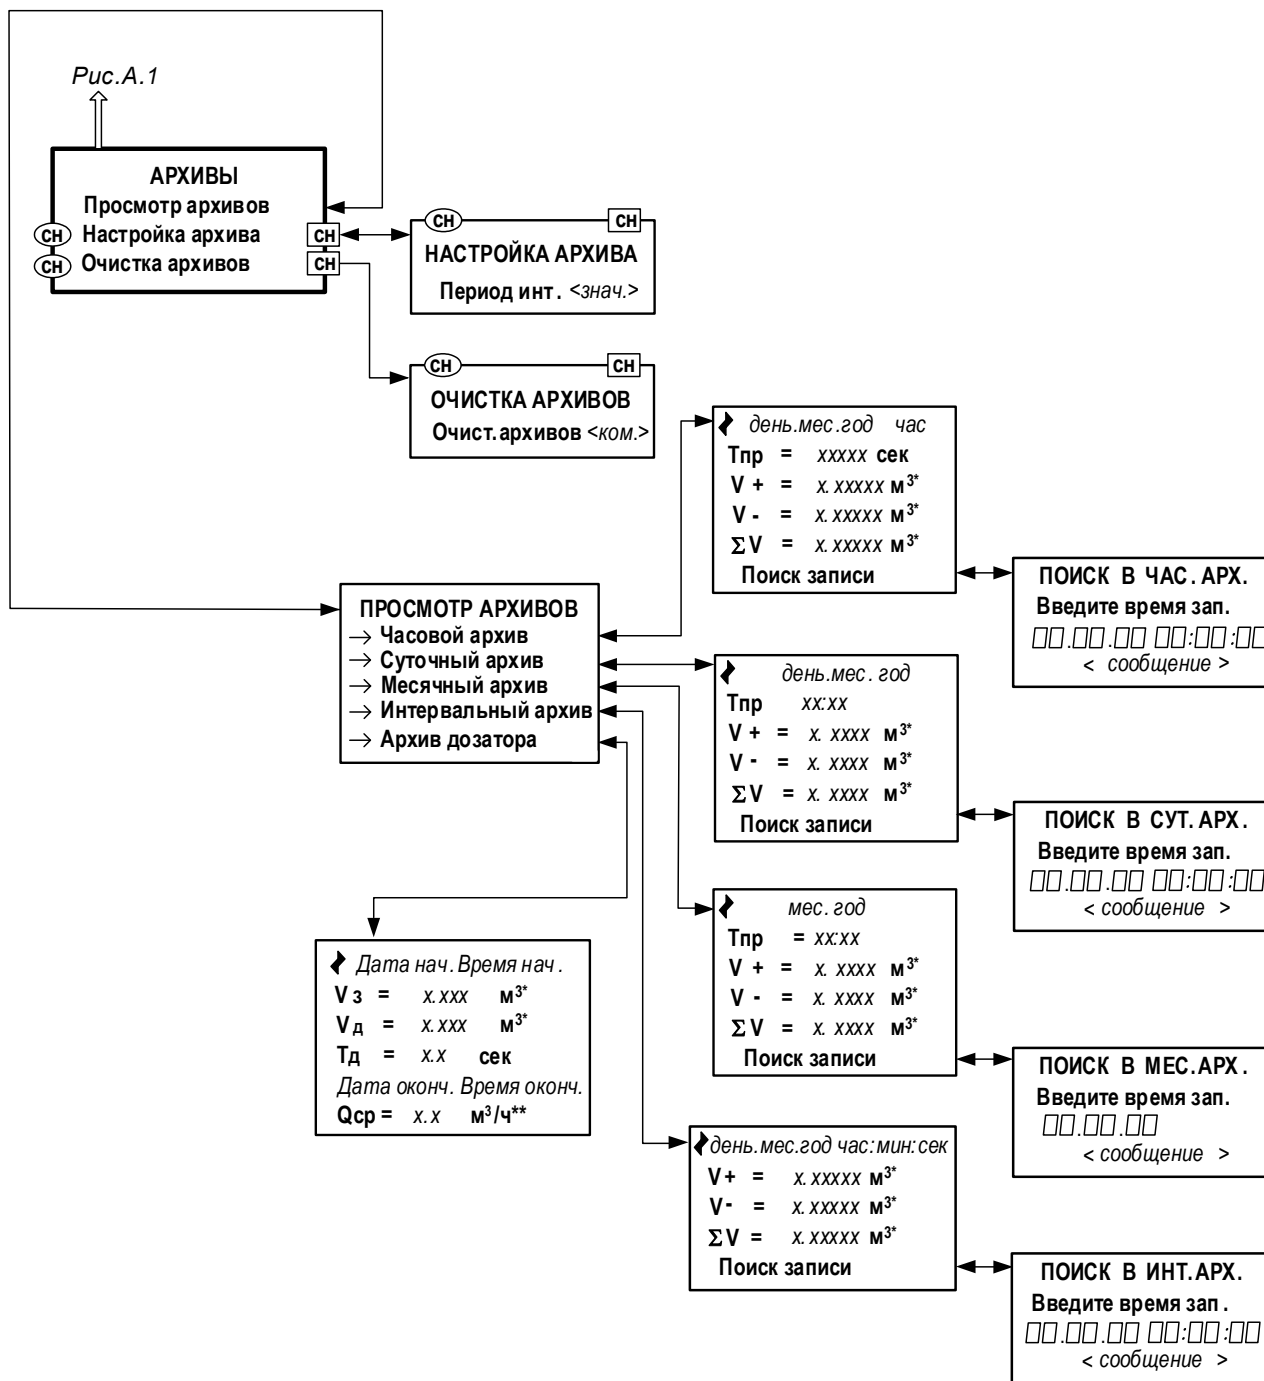 Рис.А.1
АРХИВЫ
Просмотр архивов
СН Настройка архива СН
СН Очистка архивов СН
СН СН
НАСТРОЙКА АРХИВА
Период инт. <знач.>
СН СН
ОЧИСТКА АРХИВОВ
Очист.архивов <ком.>
ПРОСМОТР АРХИВОВ
→ Часовой архив
→ Суточный архив
→ Месячный архив
→ Интервальный архив
→ Архив дозатора
день.мес.год час
Тпр = xxxxx сек
V + = x.xxxxx м³*
V - = x.xxxxx м³*
ΣV = x.xxxxx м³*
Поиск записи
ПОИСК В ЧАС.АРХ.
Введите время зап.
□□.□□.□□ □□:□□:□□
< сообщение >
день.мес.год
Тпр xx:xx
V + = x.xxxx м³*
V - = x.xxxx м³*
ΣV = x.xxxx м³*
Поиск записи
ПОИСК В СУТ.АРХ.
Введите время зап.
□□.□□.□□ □□:□□:□□
< сообщение >
мес.год
Тпр = xx:xx
V + = x.xxxx м³*
V - = x.xxxx м³*
ΣV = x.xxxx м³*
Поиск записи
ПОИСК В МЕС.АРХ.
Введите время зап.
□□.□□.□□
< сообщение >
Дата нач. Время нач.
Vз = x.xxx м³*
Vд = x.xxx м³*
Тд = x.x сек
Дата оконч. Время оконч.
Qср = x.x м³/ч**
день.мес.год час:мин:сек
V+ = x.xxxxx м³*
V- = x.xxxxx м³*
ΣV = x.xxxxx м³*
Поиск записи
ПОИСК В ИНТ.АРХ.
Введите время зап.
□□.□□.□□ □□:□□:□□
< сообщение >